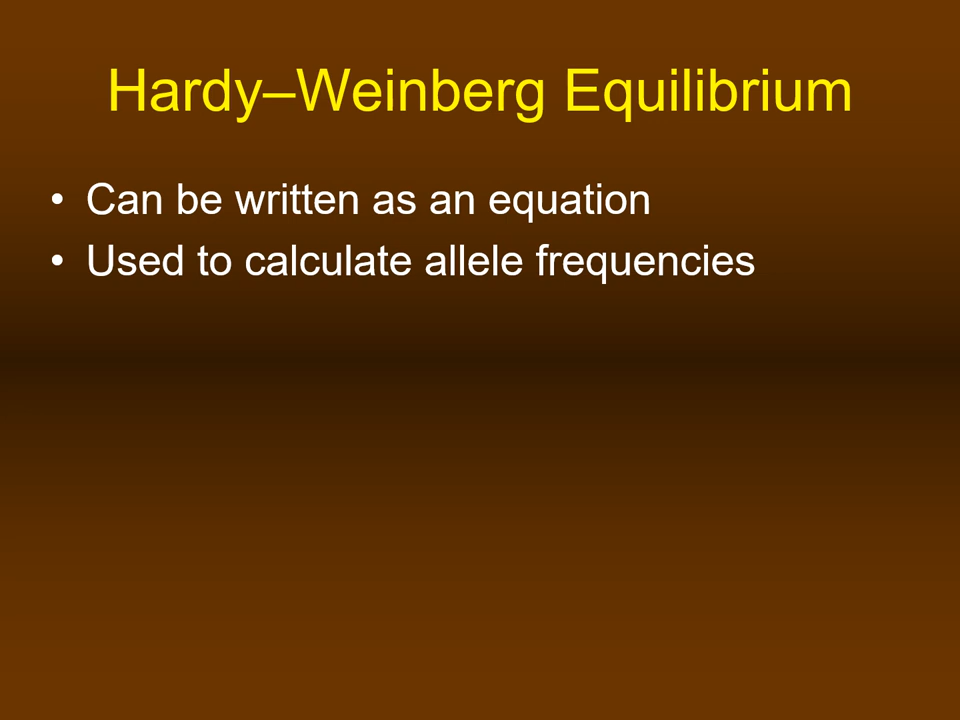 Hardy–Weinberg Equilibrium
• Can be written as an equation
• Used to calculate allele frequencies